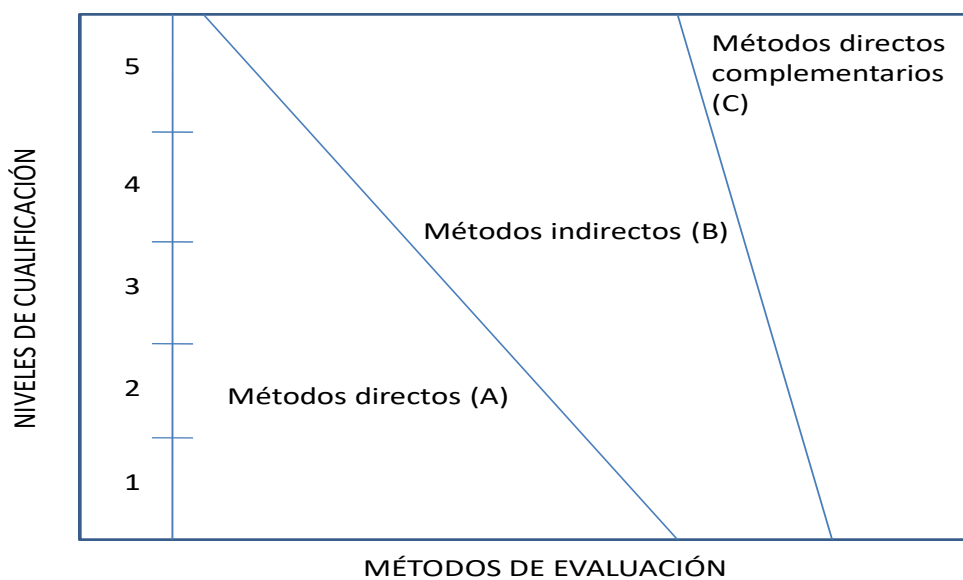 Métodos directos
complementarios
(C)
5
4
Métodos indirectos (B)
3
Métodos directos (A)
2
1
NIVELES DE CUALIFICACIÓN
MÉTODOS DE EVALUACIÓN